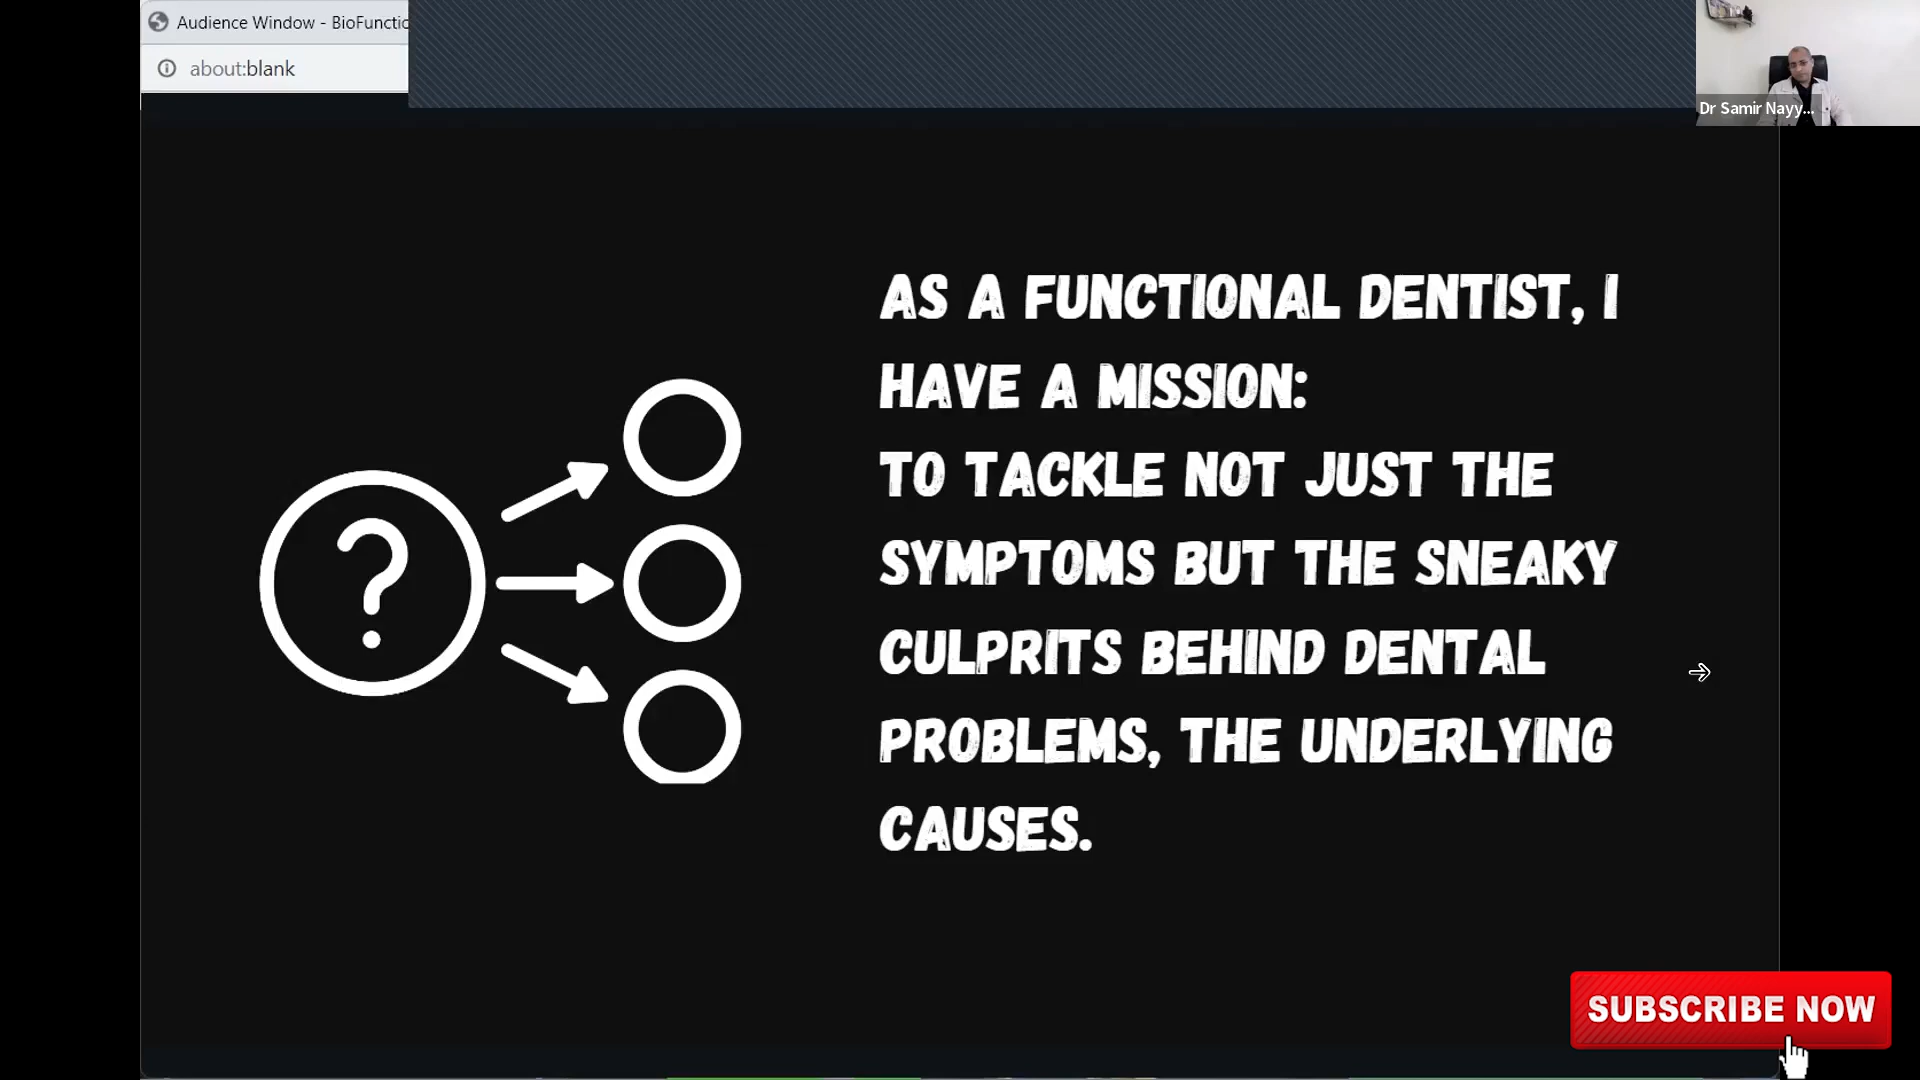 Audience Window - BioFunctio
about:blank
Dr Samir Nayy...
AS A FUNCTIONAL DENTIST, I
HAVE A MISSION:
TO TACKLE NOT JUST THE
SYMPTOMS BUT THE SNEAKY
CULPRITS BEHIND DENTAL
PROBLEMS, THE UNDERLYING
CAUSES.
?
SUBSCRIBE NOW